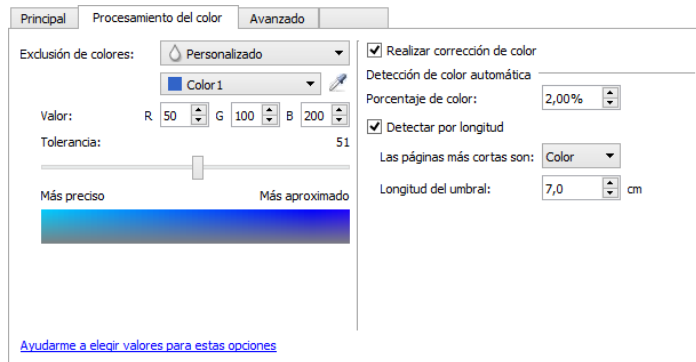 Principal Procesamiento del color Avanzado
Exclusión de colores: Personalizado
Color1
Valor: R 50 G 100 B 200
Tolerancia: 51
Más preciso Más aproximado
Ayudarme a elegir valores para estas opciones
Realizar corrección de color
Detección de color automática
Porcentaje de color: 2,00%
Detectar por longitud
Las páginas más cortas son: Color
Longitud del umbral: 7,0 cm